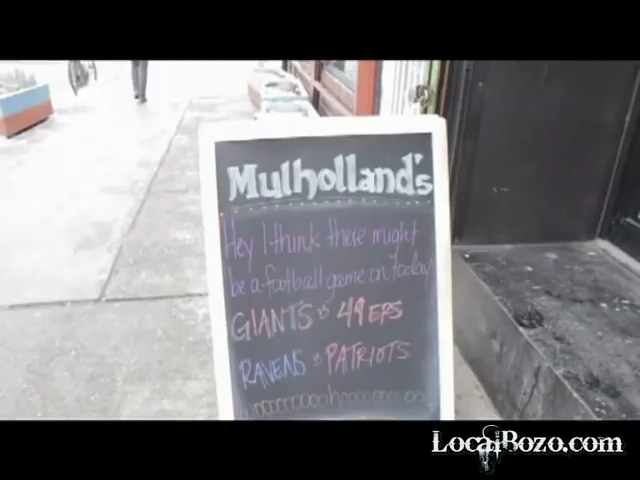 Mulholland's
Hey I think there might
be a football game on today
GIANTS vs 49ERS
RAVENS vs PATRIOTS
LocalBozo.com